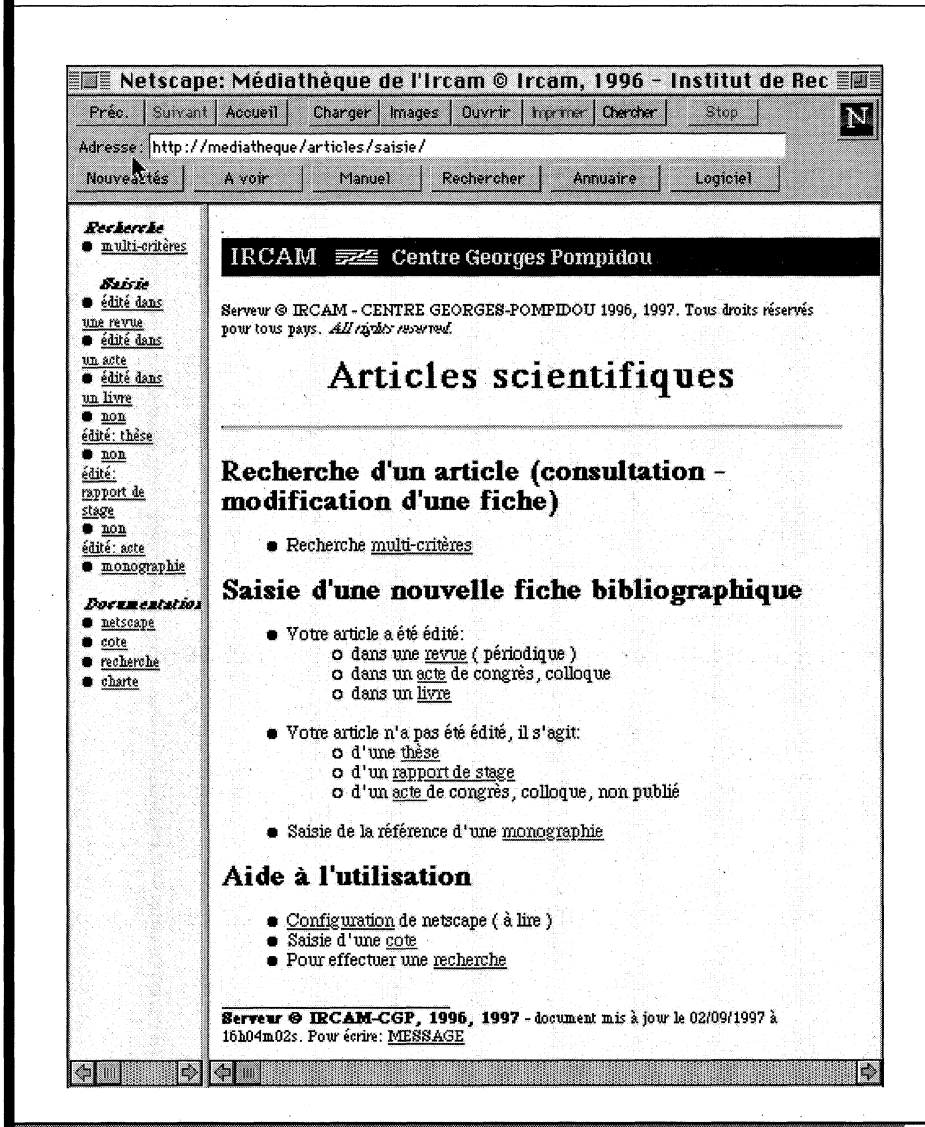 Netscape: Médiathèque de l'Ircam © Ircam, 1996 - Institut de Rec
Préc. Suivant Accueil Charger Images Ouvrir Imprimer Chercher Stop
N
Adresse: http://mediatheque/articles/saisie/
Nouveautés A voir Manuel Rechercher Annuaire Logiciel
Recherche
multi-critères
Saisie
édité dans
une revue
édité dans
un acte
édité dans
un livre
non
édité: thèse
non
édité:
rapport de
stage
non
édité: acte
monographie
Documentation
netscape
cote
recherche
charte
IRCAM Centre Georges Pompidou
Serveur © IRCAM - CENTRE GEORGES-POMPIDOU 1996, 1997. Tous droits réservés
pour tous pays. All rights reserved.
Articles scientifiques
Recherche d'un article (consultation -
modification d'une fiche)
Recherche multi-critères
Saisie d'une nouvelle fiche bibliographique
Votre article a été édité:
dans une revue ( périodique )
dans un acte de congrès, colloque
dans un livre
Votre article n'a pas été édité, il s'agit:
d'une thèse
d'un rapport de stage
d'un acte de congrès, colloque, non publié
Saisie de la référence d'une monographie
Aide à l'utilisation
Configuration de netscape ( à lire )
Saisie d'une cote
Pour effectuer une recherche
Serveur © IRCAM-CGP, 1996, 1997 - document mis à jour le 02/09/1997 à
16h04m02s. Pour écrire: MESSAGE